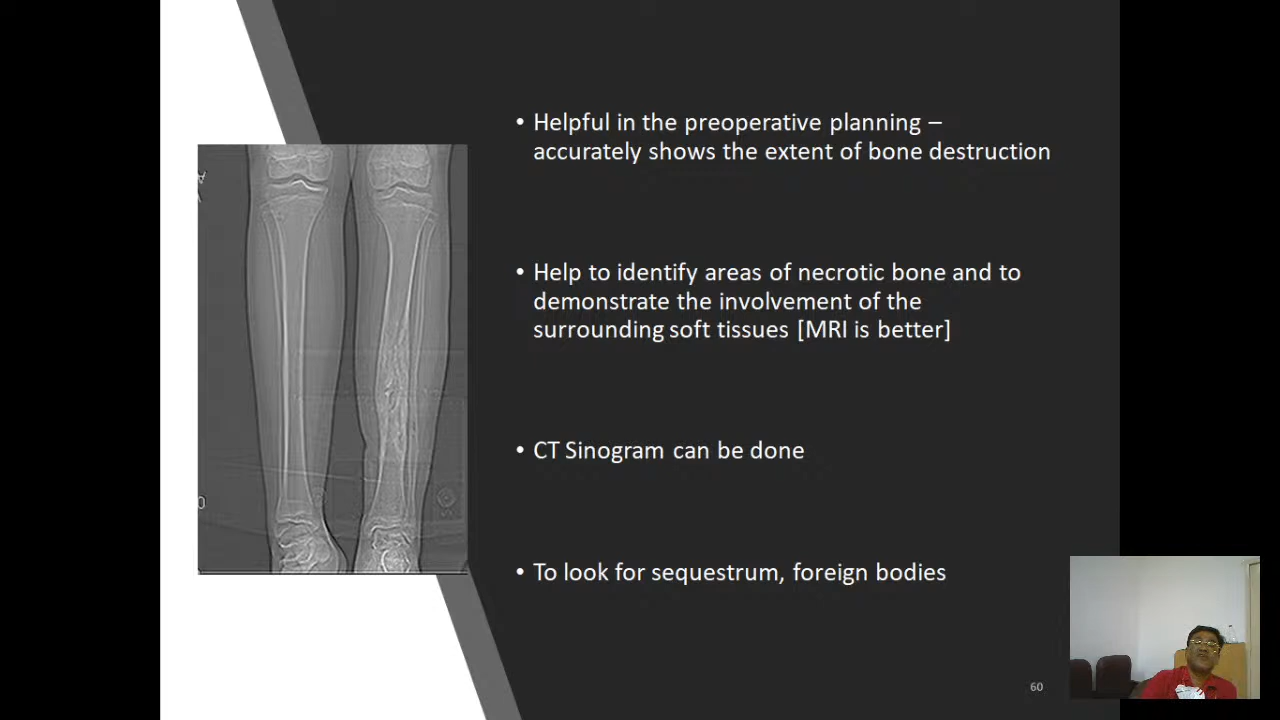 • Helpful in the preoperative planning –
accurately shows the extent of bone destruction
• Help to identify areas of necrotic bone and to
demonstrate the involvement of the
surrounding soft tissues [MRI is better]
• CT Sinogram can be done
• To look for sequestrum, foreign bodies
60